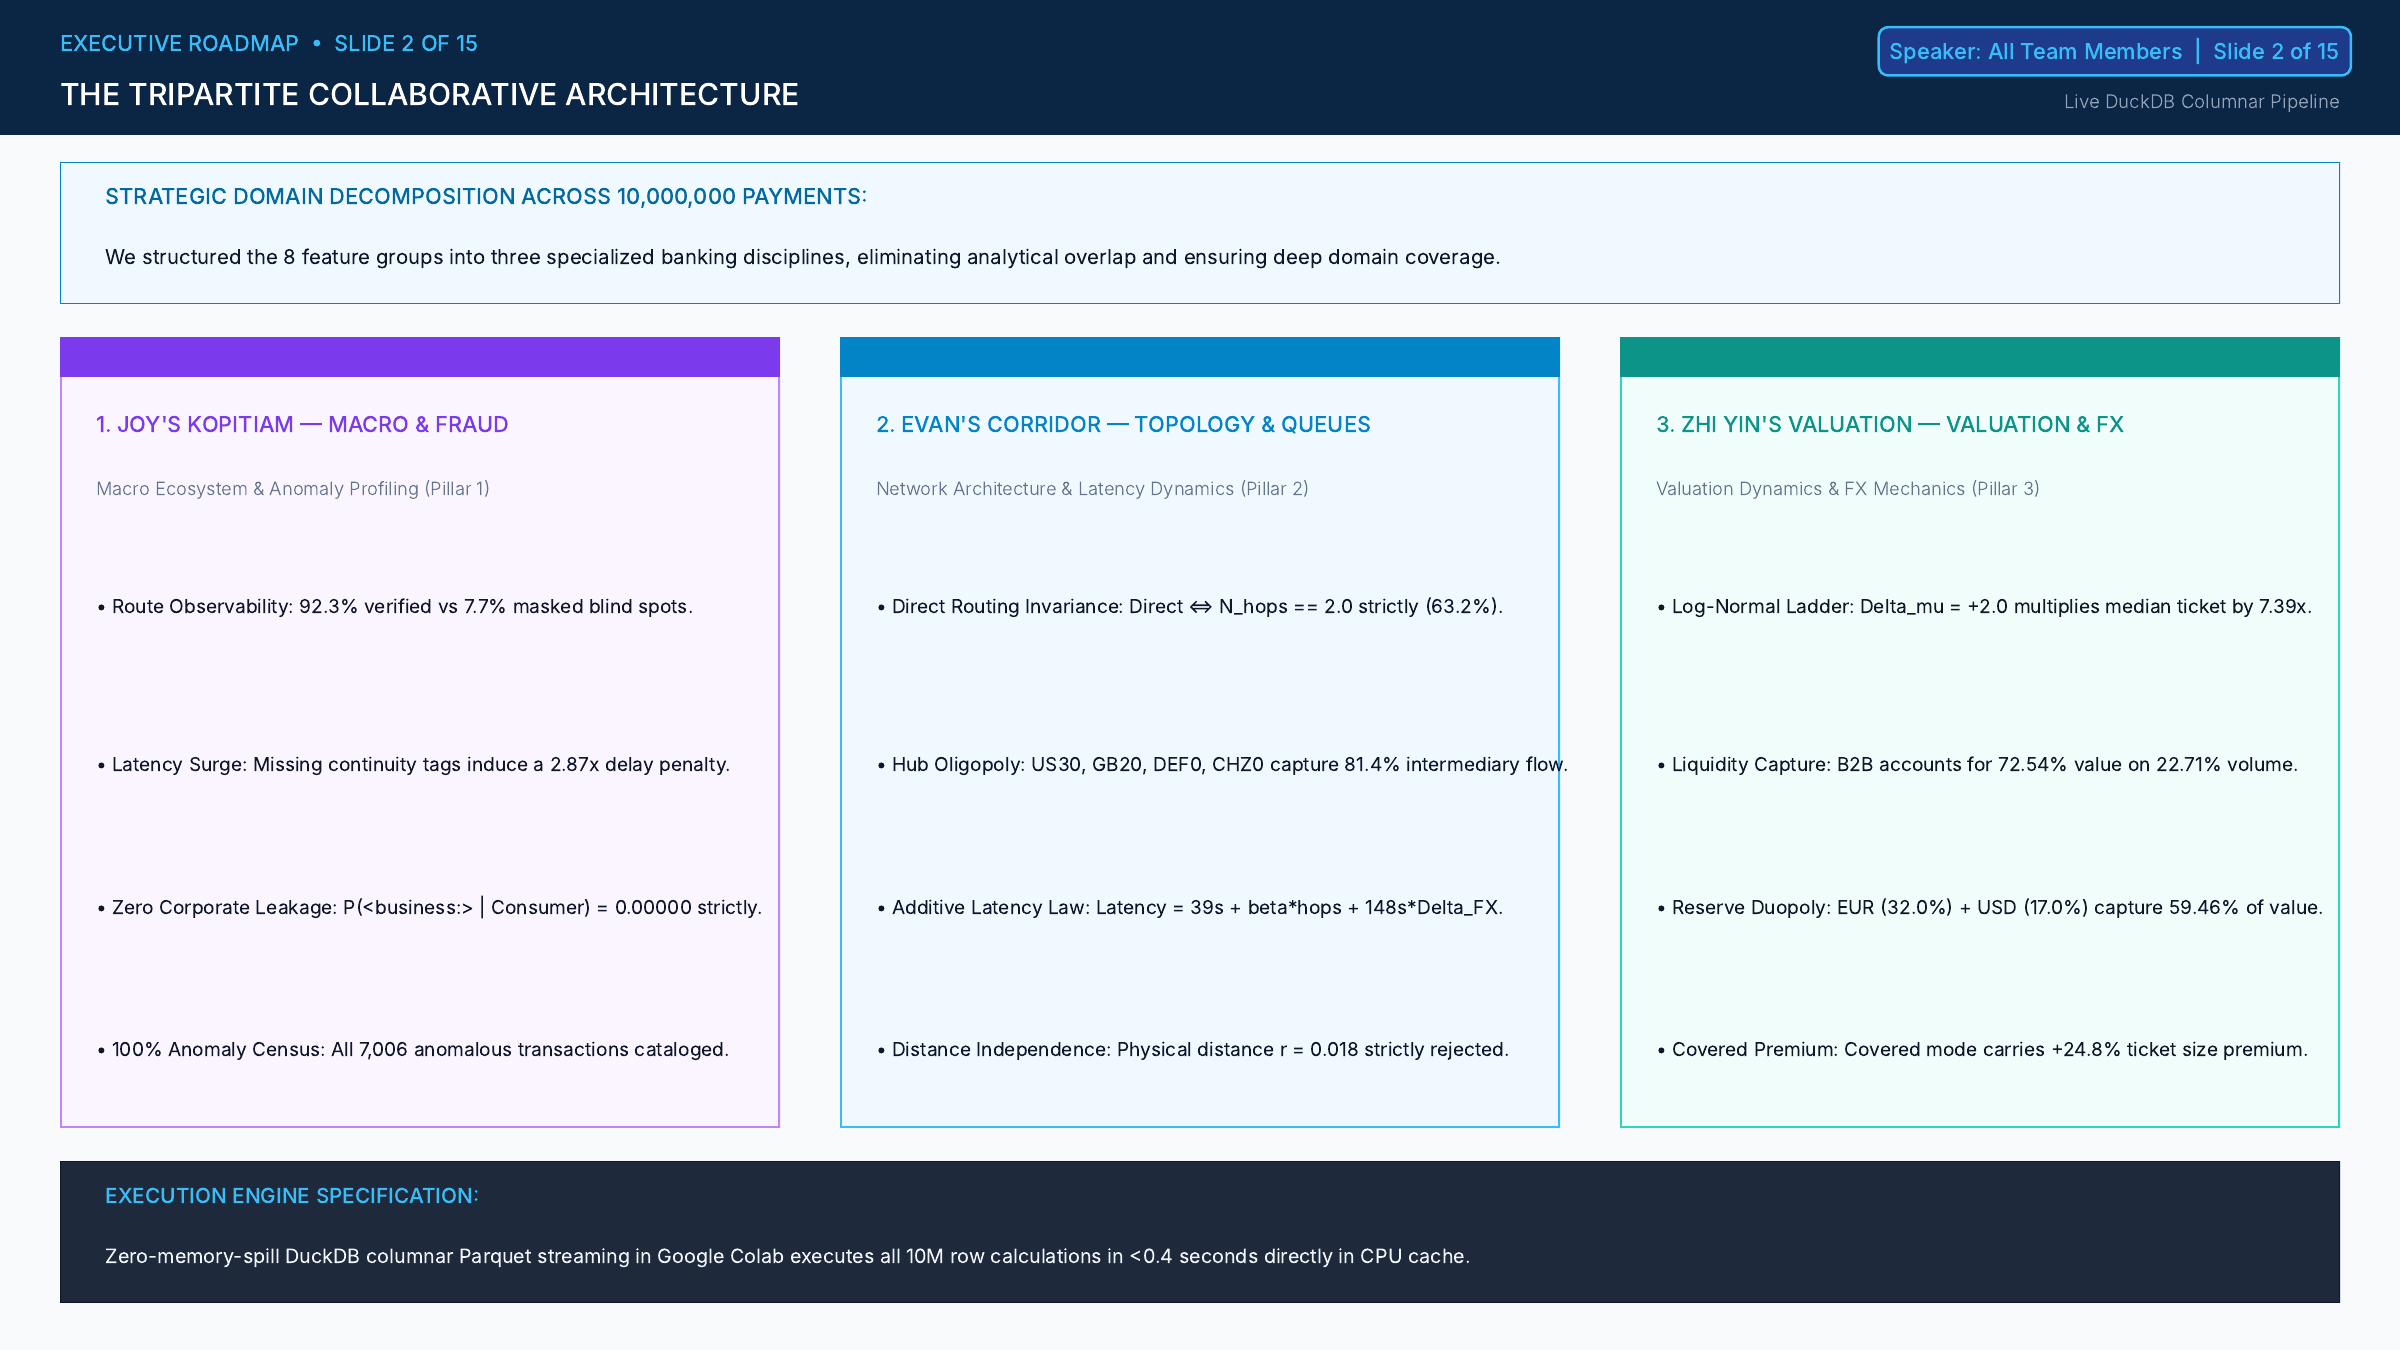 EXECUTIVE ROADMAP • SLIDE 2 OF 15
THE TRIPARTITE COLLABORATIVE ARCHITECTURE
Speaker: All Team Members | Slide 2 of 15
Live DuckDB Columnar Pipeline
STRATEGIC DOMAIN DECOMPOSITION ACROSS 10,000,000 PAYMENTS:
We structured the 8 feature groups into three specialized banking disciplines, eliminating analytical overlap and ensuring deep domain coverage.
1. JOY'S KOPITIAM — MACRO & FRAUD
Macro Ecosystem & Anomaly Profiling (Pillar 1)
• Route Observability: 92.3% verified vs 7.7% masked blind spots.
• Latency Surge: Missing continuity tags induce a 2.87x delay penalty.
• Zero Corporate Leakage: P(<business:> | Consumer) = 0.00000 strictly.
• 100% Anomaly Census: All 7,006 anomalous transactions cataloged.
2. EVAN'S CORRIDOR — TOPOLOGY & QUEUES
Network Architecture & Latency Dynamics (Pillar 2)
• Direct Routing Invariance: Direct ⇔ N_hops == 2.0 strictly (63.2%).
• Hub Oligopoly: US30, GB20, DEF0, CHZ0 capture 81.4% intermediary flow.
• Additive Latency Law: Latency = 39s + beta*hops + 148s*Delta_FX.
• Distance Independence: Physical distance r = 0.018 strictly rejected.
3. ZHI YIN'S VALUATION — VALUATION & FX
Valuation Dynamics & FX Mechanics (Pillar 3)
• Log-Normal Ladder: Delta_mu = +2.0 multiplies median ticket by 7.39x.
• Liquidity Capture: B2B accounts for 72.54% value on 22.71% volume.
• Reserve Duopoly: EUR (32.0%) + USD (17.0%) capture 59.46% of value.
• Covered Premium: Covered mode carries +24.8% ticket size premium.
EXECUTION ENGINE SPECIFICATION:
Zero-memory-spill DuckDB columnar Parquet streaming in Google Colab executes all 10M row calculations in <0.4 seconds directly in CPU cache.